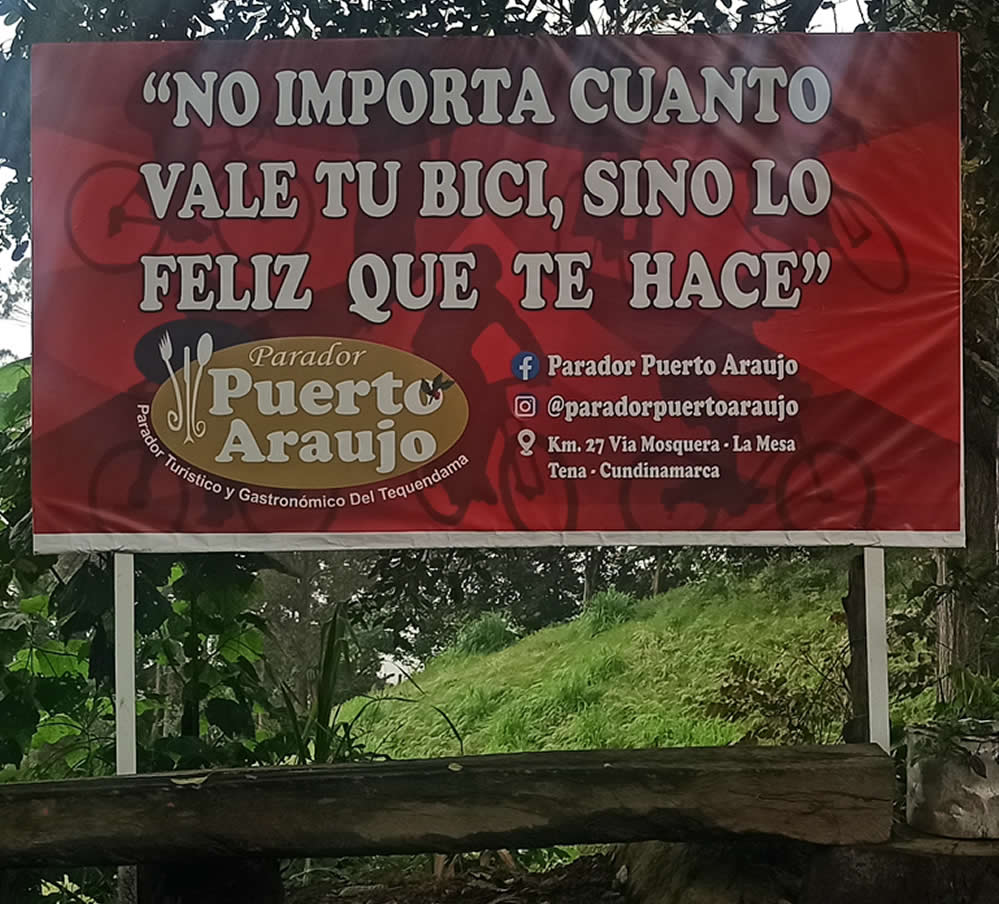 “NO IMPORTA CUANTO
VALE TU BICI, SINO LO
FELIZ QUE TE HACE”
Parador
Puerto
Araujo
Parador Turístico y Gastronómico Del Tequendama
Parador Puerto Araujo
@paradorpuertoaraujo
Km. 27 Via Mosquera - La Mesa
Tena - Cundinamarca